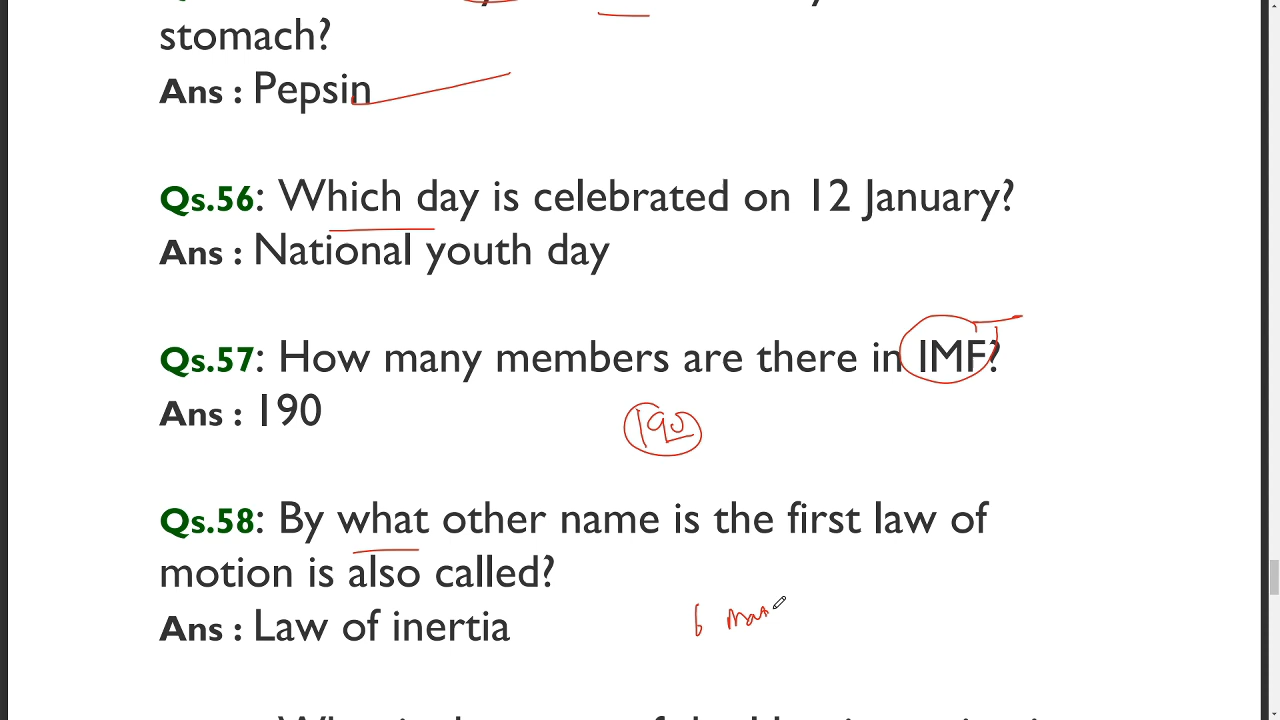 stomach?
Ans : Pepsin
Qs.56: Which day is celebrated on 12 January?
Ans : National youth day
Qs.57: How many members are there in IMF?
Ans : 190
190
Qs.58: By what other name is the first law of
motion is also called?
Ans : Law of inertia